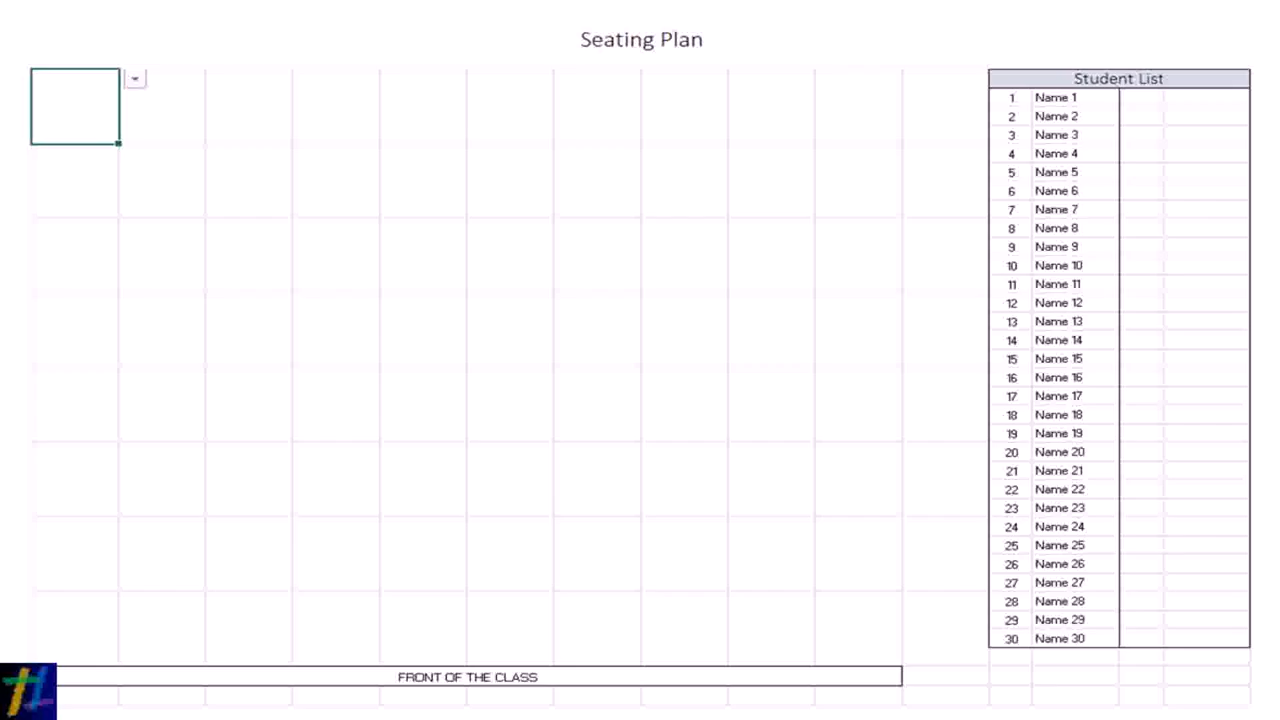 Seating Plan
Student List
1 Name 1
2 Name 2
3 Name 3
4 Name 4
5 Name 5
6 Name 6
7 Name 7
8 Name 8
9 Name 9
10 Name 10
11 Name 11
12 Name 12
13 Name 13
14 Name 14
15 Name 15
16 Name 16
17 Name 17
18 Name 18
19 Name 19
20 Name 20
21 Name 21
22 Name 22
23 Name 23
24 Name 24
25 Name 25
26 Name 26
27 Name 27
28 Name 28
29 Name 29
30 Name 30
FRONT OF THE CLASS